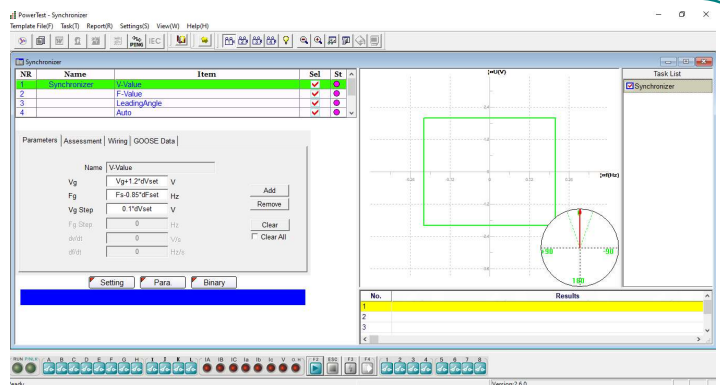 PowerTest - Synchronizer
Template File(F) Task(T) Report(R) Settings(S) View(W) Help(H)
IEC
Synchronizer
NR Name Item Sel St
1 Synchronizer V-Value
2 F-Value
3 LeadingAngle
4 Auto
Parameters Assessment Wiring GOOSE Data
Name V-Value
Vg Vg+1.2*dVset V
Fg Fs-0.85*dFset Hz
Vg Step 0.1*dVset V
Fg Step 0 Hz
dv/dt 0 V/s
df/dt 0 Hz/s
Add
Remove
Clear
Clear All
Setting Para. Binary
Task List
Synchronizer
+90 -90
180
No. Results
1
2
3
A B C D E F G H I J K L IA IB IC Ia Ib Ic V O H F2 ESC F3 F4 1 2 3 4 5 6 7 8
Ready Version:2.6.0